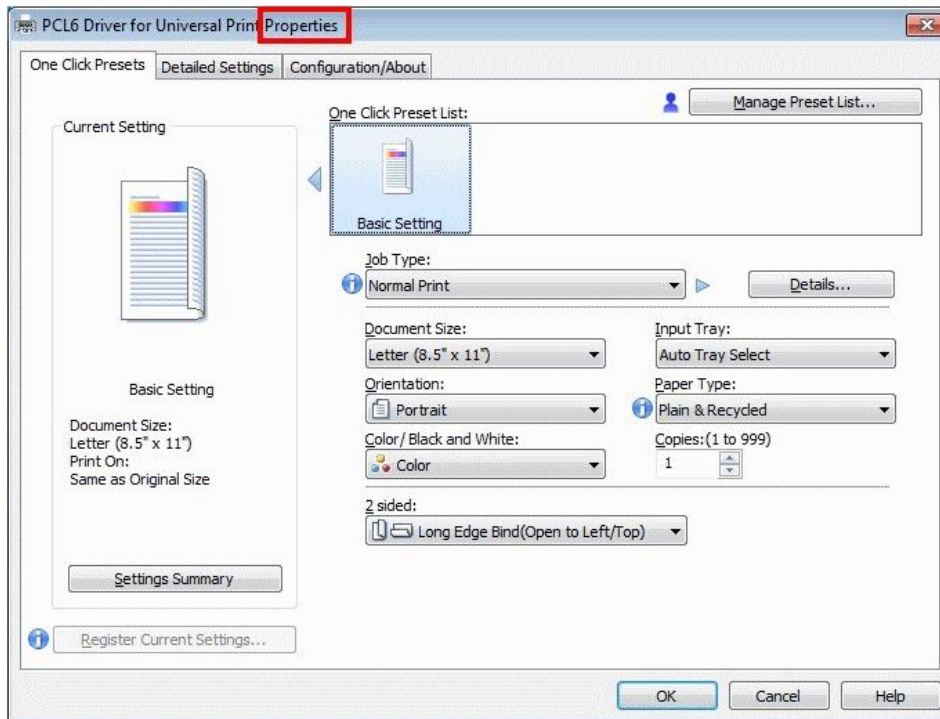 PCL6 Driver for Universal Print Properties
One Click Presets
Detailed Settings
Configuration/About
Manage Preset List...
Current Setting
One Click Preset List:
Basic Setting
Job Type:
Normal Print
Details...
Document Size:
Letter (8.5" x 11")
Input Tray:
Auto Tray Select
Orientation:
Portrait
Paper Type:
Plain & Recycled
Color/ Black and White:
Color
Copies:(1 to 999)
1
2 sided:
Long Edge Bind(Open to Left/Top)
Basic Setting
Document Size:
Letter (8.5" x 11")
Print On:
Same as Original Size
Settings Summary
Register Current Settings...
OK
Cancel
Help